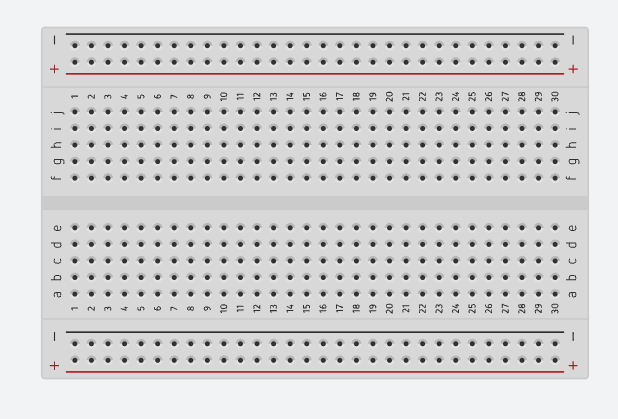 − −
+ +
1 2 3 4 5 6 7 8 9 10 11 12 13 14 15 16 17 18 19 20 21 22 23 24 25 26 27 28 29 30
j j
i i
h h
g g
f f
e e
d d
c c
b b
a a
1 2 3 4 5 6 7 8 9 10 11 12 13 14 15 16 17 18 19 20 21 22 23 24 25 26 27 28 29 30
− −
+ +